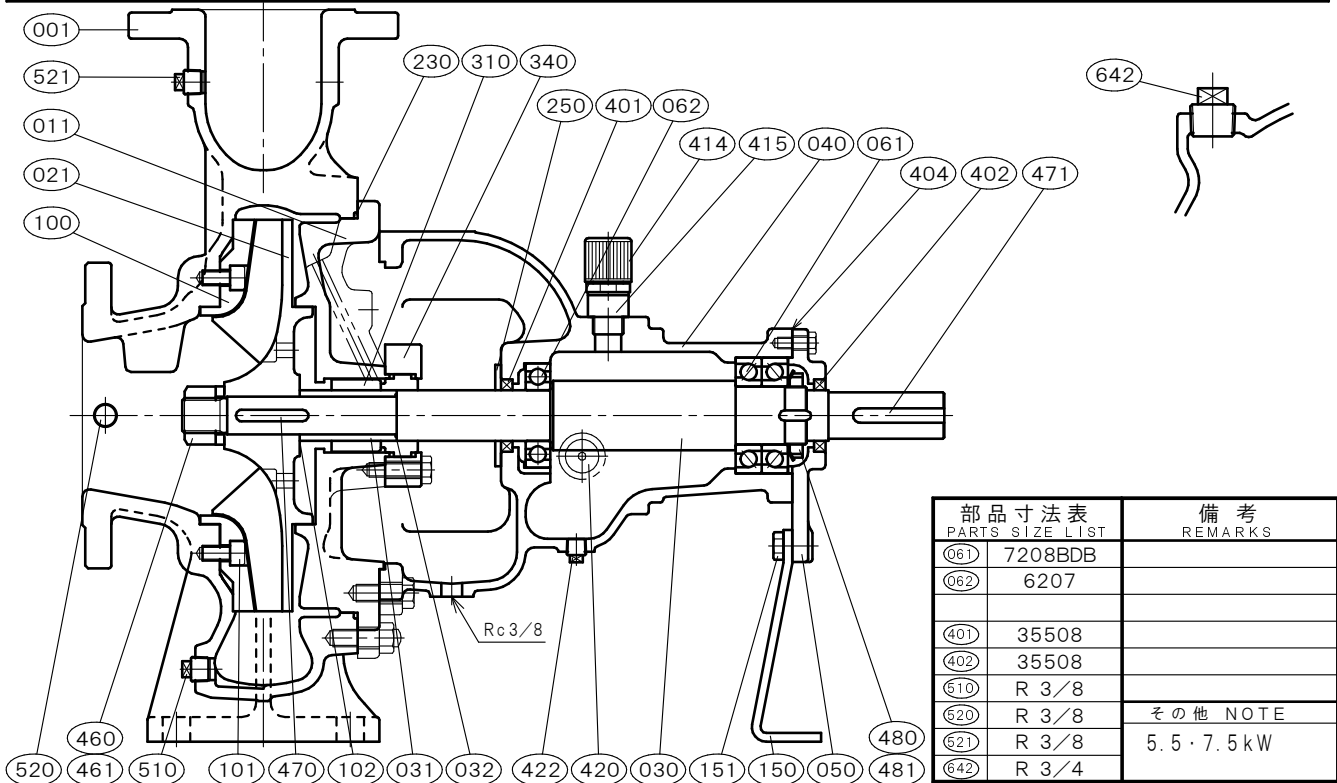 001
521
011
021
100
230 310 340
250 401 062
414 415 040 061
404 402 471
642
Rc3/8
460 480
520 461 510 101 470 102 031 032 422 420 030 151 150 050 481
部品寸法表 備考
PARTS SIZE LIST REMARKS
061 7208BDB
062 6207
401 35508
402 35508
510 R 3/8
520 R 3/8 その他 NOTE
521 R 3/8 5.5・7.5kW
642 R 3/4